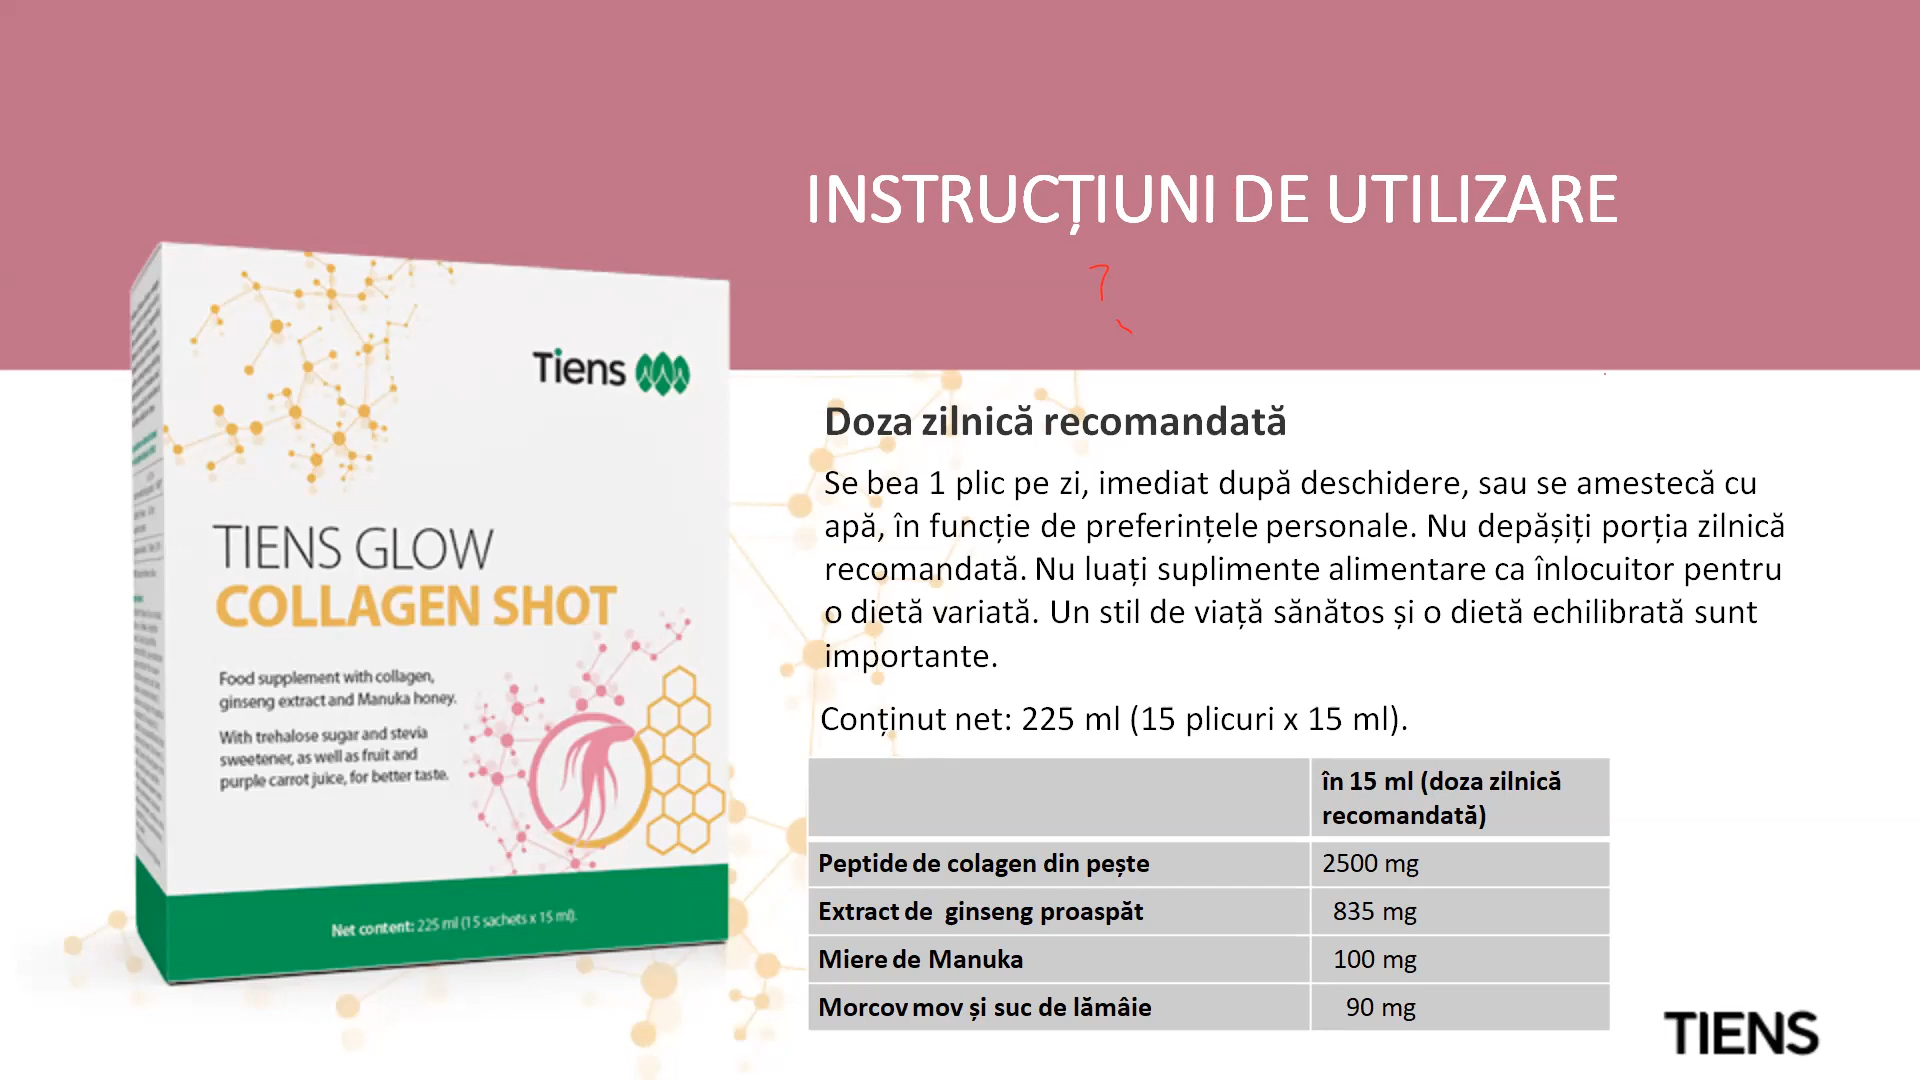 INSTRUCȚIUNI DE UTILIZARE
Tiens
TIENS GLOW
COLLAGEN SHOT
Food supplement with collagen,
ginseng extract and Manuka honey.
With trehalose sugar and stevia
sweetener, as well as fruit and
purple carrot juice, for better taste.
Net content: 225 ml (15 sachets x 15 ml).
Doza zilnică recomandată
Se bea 1 plic pe zi, imediat după deschidere, sau se amestecă cu
apă, în funcție de preferințele personale. Nu depășiți porția zilnică
recomandată. Nu luați suplimente alimentare ca înlocuitor pentru
o dietă variată. Un stil de viață sănătos și o dietă echilibrată sunt
importante.
Conținut net: 225 ml (15 plicuri x 15 ml).
în 15 ml (doza zilnică
recomandată)
Peptide de colagen din pește 2500 mg
Extract de ginseng proaspăt 835 mg
Miere de Manuka 100 mg
Morcov mov și suc de lămâie 90 mg
TIENS